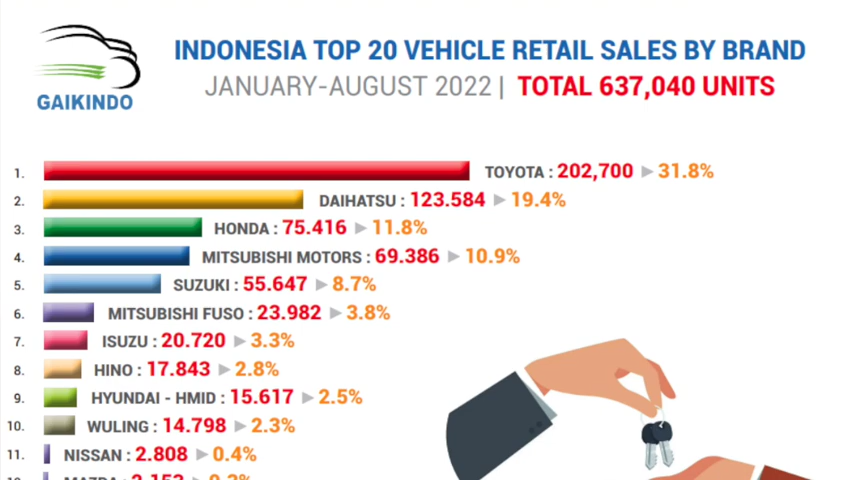 INDONESIA TOP 20 VEHICLE RETAIL SALES BY BRAND
JANUARY-AUGUST 2022 | TOTAL 637,040 UNITS
GAIKINDO
1. TOYOTA : 202,700 ▶ 31.8%
2. DAIHATSU : 123.584 ▶ 19.4%
3. HONDA : 75.416 ▶ 11.8%
4. MITSUBISHI MOTORS : 69.386 ▶ 10.9%
5. SUZUKI : 55.647 ▶ 8.7%
6. MITSUBISHI FUSO : 23.982 ▶ 3.8%
7. ISUZU : 20.720 ▶ 3.3%
8. HINO : 17.843 ▶ 2.8%
9. HYUNDAI - HMID : 15.617 ▶ 2.5%
10. WULING : 14.798 ▶ 2.3%
11. NISSAN : 2.808 ▶ 0.4%